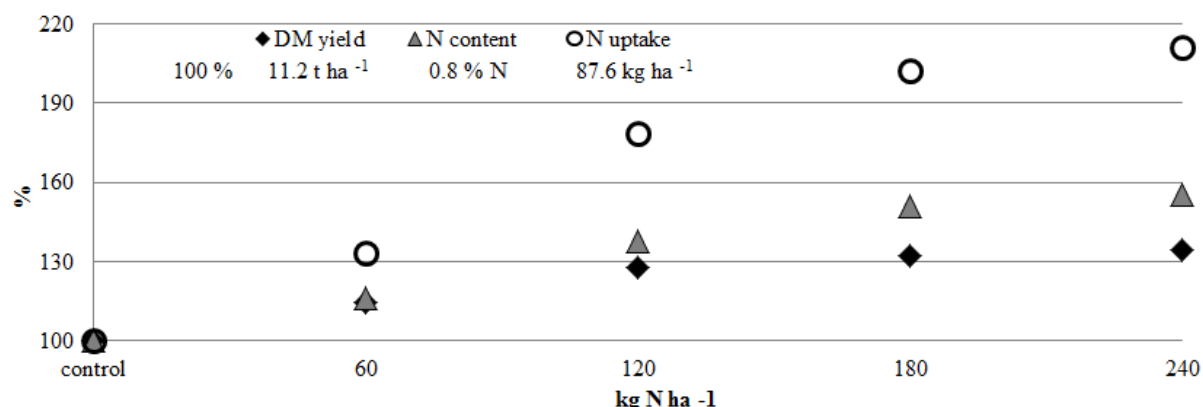 220
DM yield N content N uptake
100 % 11.2 t ha -1 0.8 % N 87.6 kg ha -1
190
160
%
130
100
control 60 120 180 240
kg N ha -1